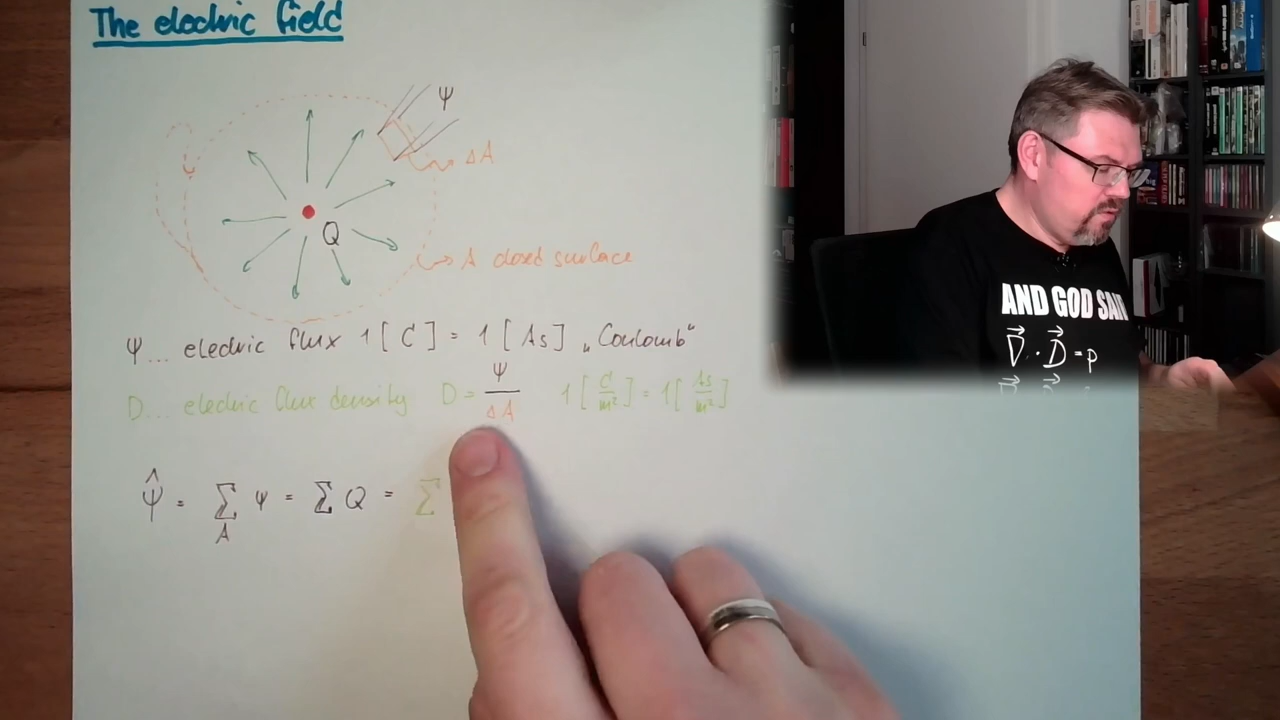 The electric field
Ψ
ΔA
Q
A closed surface
Ψ... electric flux 1[C] = 1[As] „Coulomb"
D... electric flux density D = Ψ/ΔA 1[C/m²] = 1[As/m²]
Ψ̂ = Σ_A Ψ = Σ Q = Σ
AND GOD SAI
∇⃗ · D⃗ = ρ